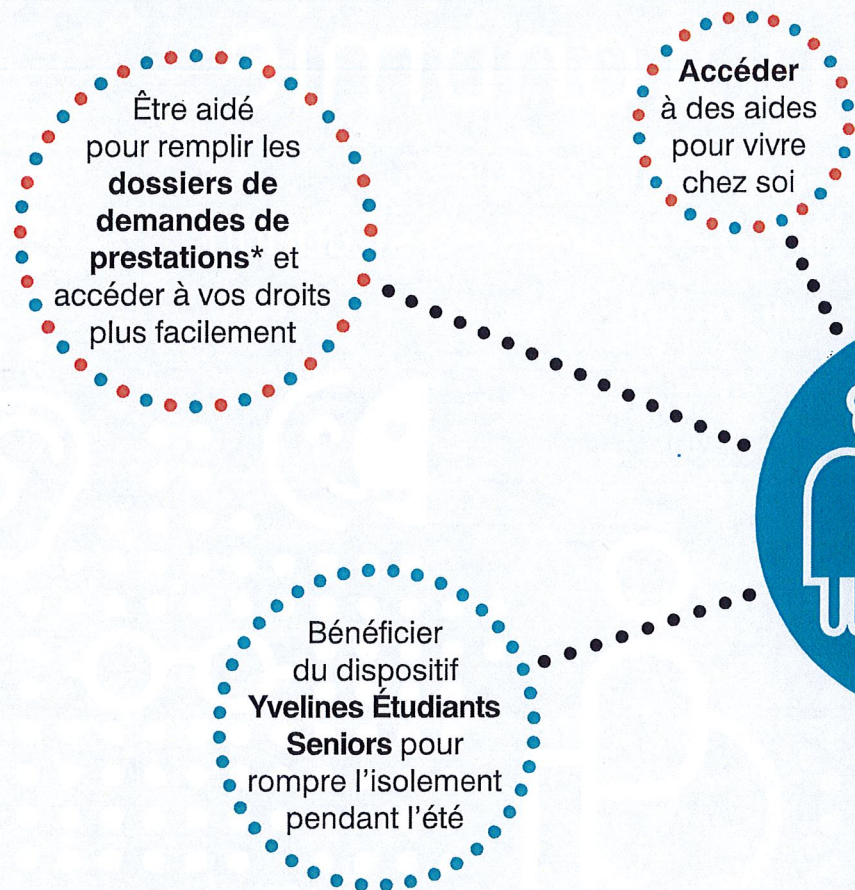 Être aidé
pour remplir les
dossiers de
demandes de
prestations* et
accéder à vos droits
plus facilement
Accéder
à des aides
pour vivre
chez soi
Bénéficier
du dispositif
Yvelines Étudiants
Seniors pour
rompre l'isolement
pendant l'été